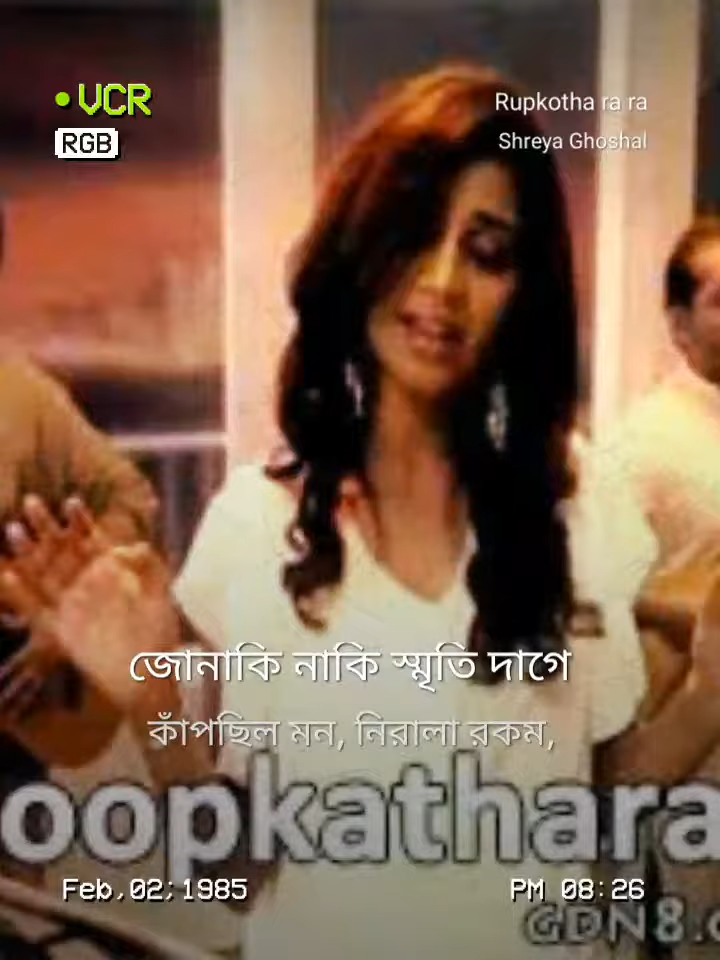 VCR
RGB
Rupkotha ra ra
Shreya Ghoshal
জোনাকি নাকি স্মৃতি দাগে
কাঁপছিল মন, নিরালা রকম,
oopkathara
Feb,02;1985
PM 08:26
GDN8.